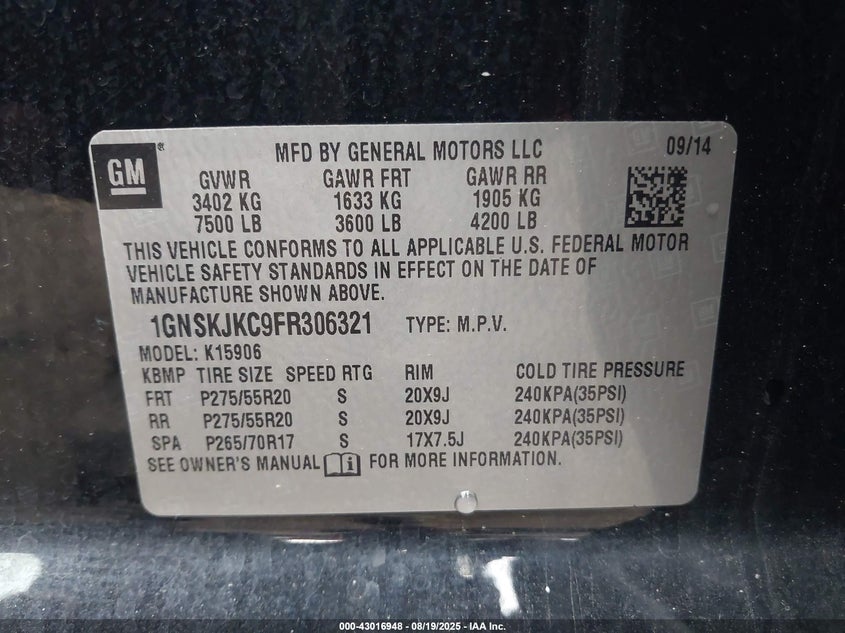 MFD BY GENERAL MOTORS LLC 09/14
GM
GVWR GAWR FRT GAWR RR
3402 KG 1633 KG 1905 KG
7500 LB 3600 LB 4200 LB
THIS VEHICLE CONFORMS TO ALL APPLICABLE U.S. FEDERAL MOTOR
VEHICLE SAFETY STANDARDS IN EFFECT ON THE DATE OF
MANUFACTURE SHOWN ABOVE.
1GNSKJKC9FR306321 TYPE: M.P.V.
MODEL: K15906
KBMP TIRE SIZE SPEED RTG RIM COLD TIRE PRESSURE
FRT P275/55R20 S 20X9J 240KPA(35PSI)
RR P275/55R20 S 20X9J 240KPA(35PSI)
SPA P265/70R17 S 17X7.5J 240KPA(35PSI)
SEE OWNER'S MANUAL i FOR MORE INFORMATION.
000-43016948 - 08/19/2025 - IAA Inc.